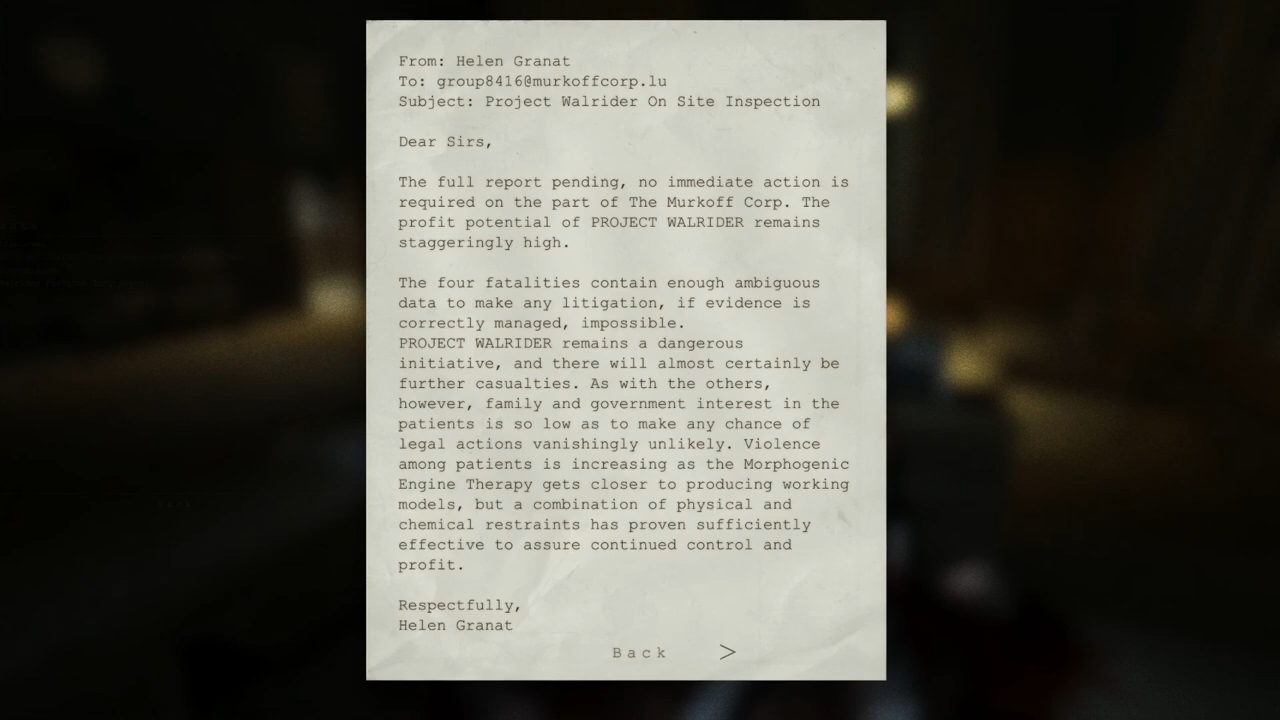 From: Helen Granat
To: group8416@murkoffcorp.lu
Subject: Project Walrider On Site Inspection
Dear Sirs,
The full report pending, no immediate action is
required on the part of The Murkoff Corp. The
profit potential of PROJECT WALRIDER remains
staggeringly high.
The four fatalities contain enough ambiguous
data to make any litigation, if evidence is
correctly managed, impossible.
PROJECT WALRIDER remains a dangerous
initiative, and there will almost certainly be
further casualties. As with the others,
however, family and government interest in the
patients is so low as to make any chance of
legal actions vanishingly unlikely. Violence
among patients is increasing as the Morphogenic
Engine Therapy gets closer to producing working
models, but a combination of physical and
chemical restraints has proven sufficiently
effective to assure continued control and
profit.
Respectfully,
Helen Granat
Back >